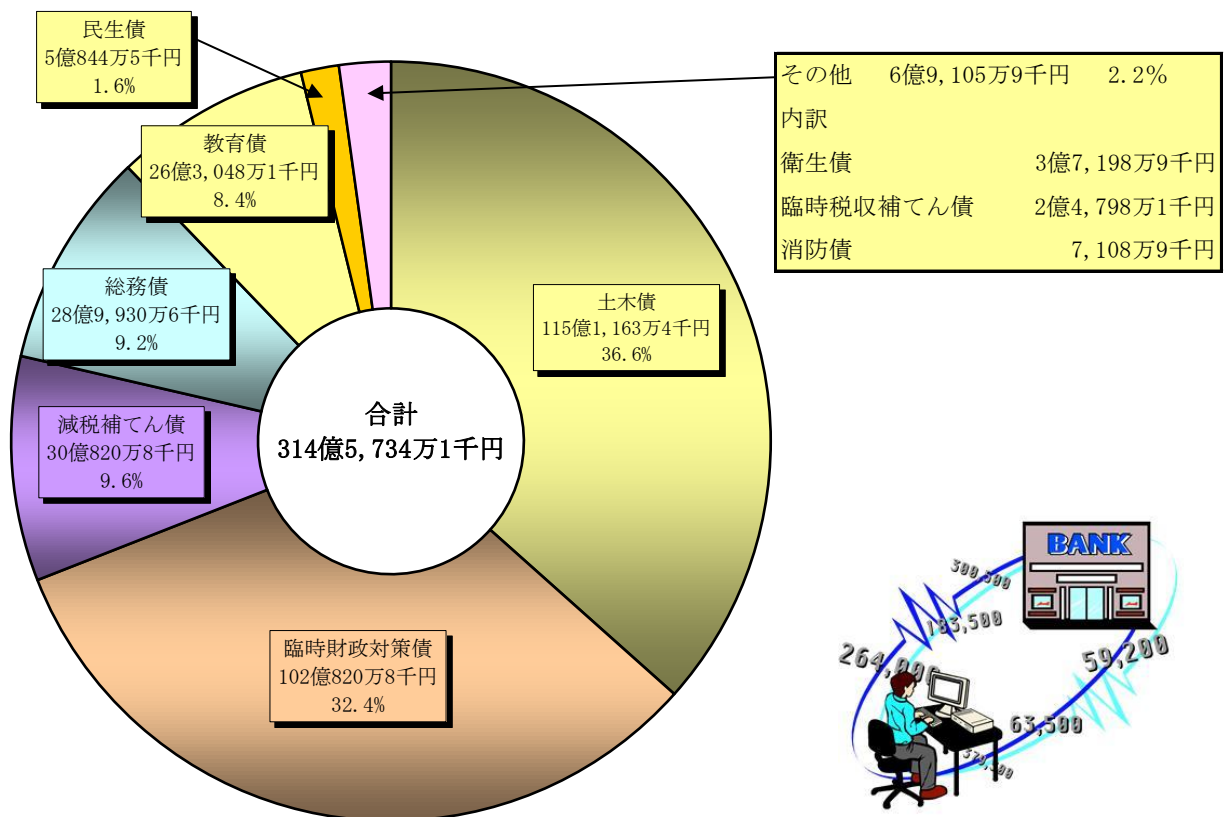 民生債
5億844万5千円
1.6%
教育債
26億3,048万1千円
8.4%
総務債
28億9,930万6千円
9.2%
減税補てん債
30億820万8千円
9.6%
臨時財政対策債
102億820万8千円
32.4%
土木債
115億1,163万4千円
36.6%
合計
314億5,734万1千円
その他 6億9,105万9千円 2.2%
内訳
衛生債 3億7,198万9千円
臨時税収補てん債 2億4,798万1千円
消防債 7,108万9千円
BANK
300,500
183,500
264,000
59,200
63,500